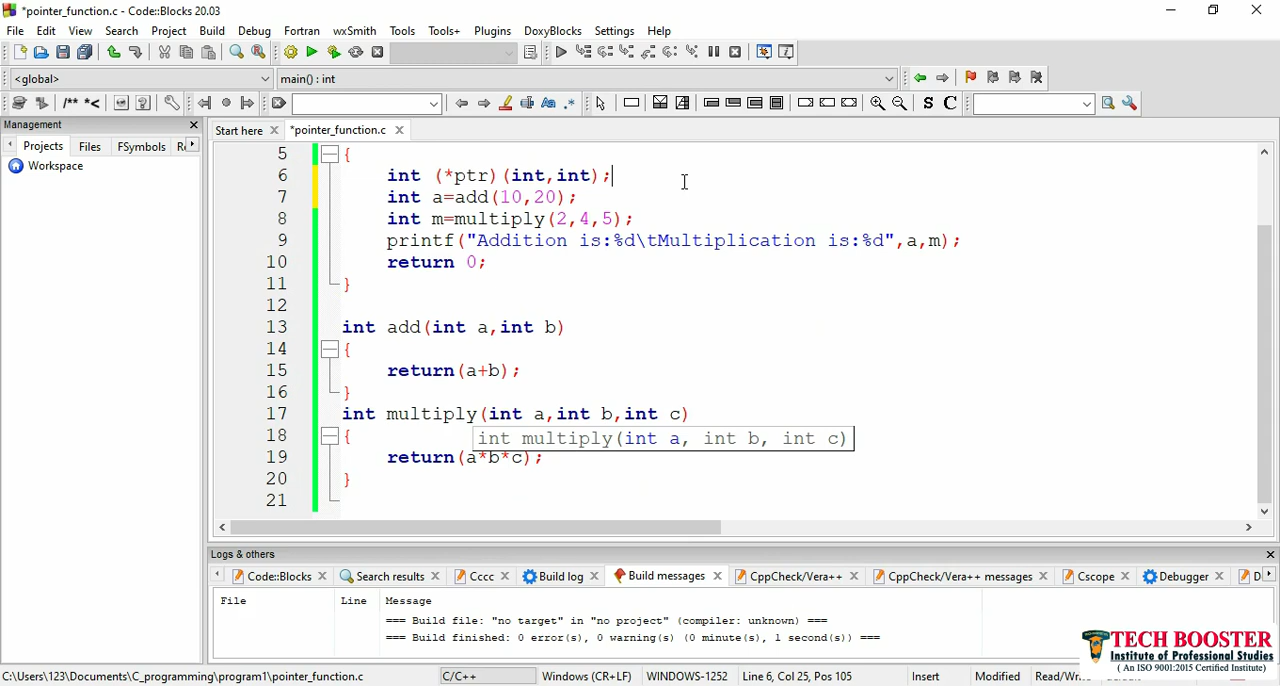 *pointer_function.c - Code::Blocks 20.03
File Edit View Search Project Build Debug Fortran wxSmith Tools Tools+ Plugins DoxyBlocks Settings Help
<global> main() : int
/** *<
S C
Management
Projects Files FSymbols
Workspace
Start here *pointer_function.c
5 {
6 int (*ptr)(int,int);
7 int a=add(10,20);
8 int m=multiply(2,4,5);
9 printf("Addition is:%d\tMultiplication is:%d",a,m);
10 return 0;
11 }
12
13 int add(int a,int b)
14 {
15 return(a+b);
16 }
17 int multiply(int a,int b,int c)
18 {
int multiply(int a, int b, int c)
19 return(a*b*c);
20 }
21
Logs & others
Code::Blocks Search results Cccc Build log Build messages CppCheck/Vera++ CppCheck/Vera++ messages Cscope Debugger D
File Line Message
=== Build file: "no target" in "no project" (compiler: unknown) ===
=== Build finished: 0 error(s), 0 warning(s) (0 minute(s), 1 second(s)) ===
TECH BOOSTER
Institute of Professional Studies
( An ISO 9001:2015 Certified Institute)
C:\Users\123\Documents\C_programming\program1\pointer_function.c C/C++ Windows (CR+LF) WINDOWS-1252 Line 6, Col 25, Pos 105 Insert Modified